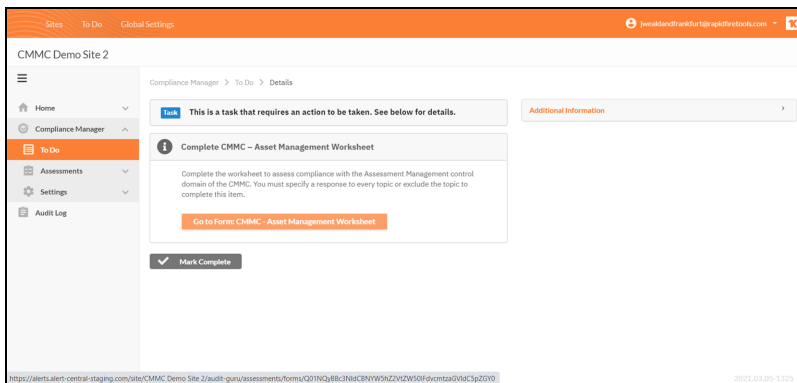 Sites To Do Global Settings jwealdandfrankfurt@rapidfiretools.com
CMMC Demo Site 2
Compliance Manager > To Do > Details
Home
Compliance Manager
To Do
Assessments
Settings
Audit Log
Task This is a task that requires an action to be taken. See below for details.
Additional Information
Complete CMMC – Asset Management Worksheet
Complete the worksheet to assess compliance with the Assessment Management control
domain of the CMMC. You must specify a response to every topic or exclude the topic to
complete this item.
Go to Form: CMMC - Asset Management Worksheet
Mark Complete
2021.03.05-1325